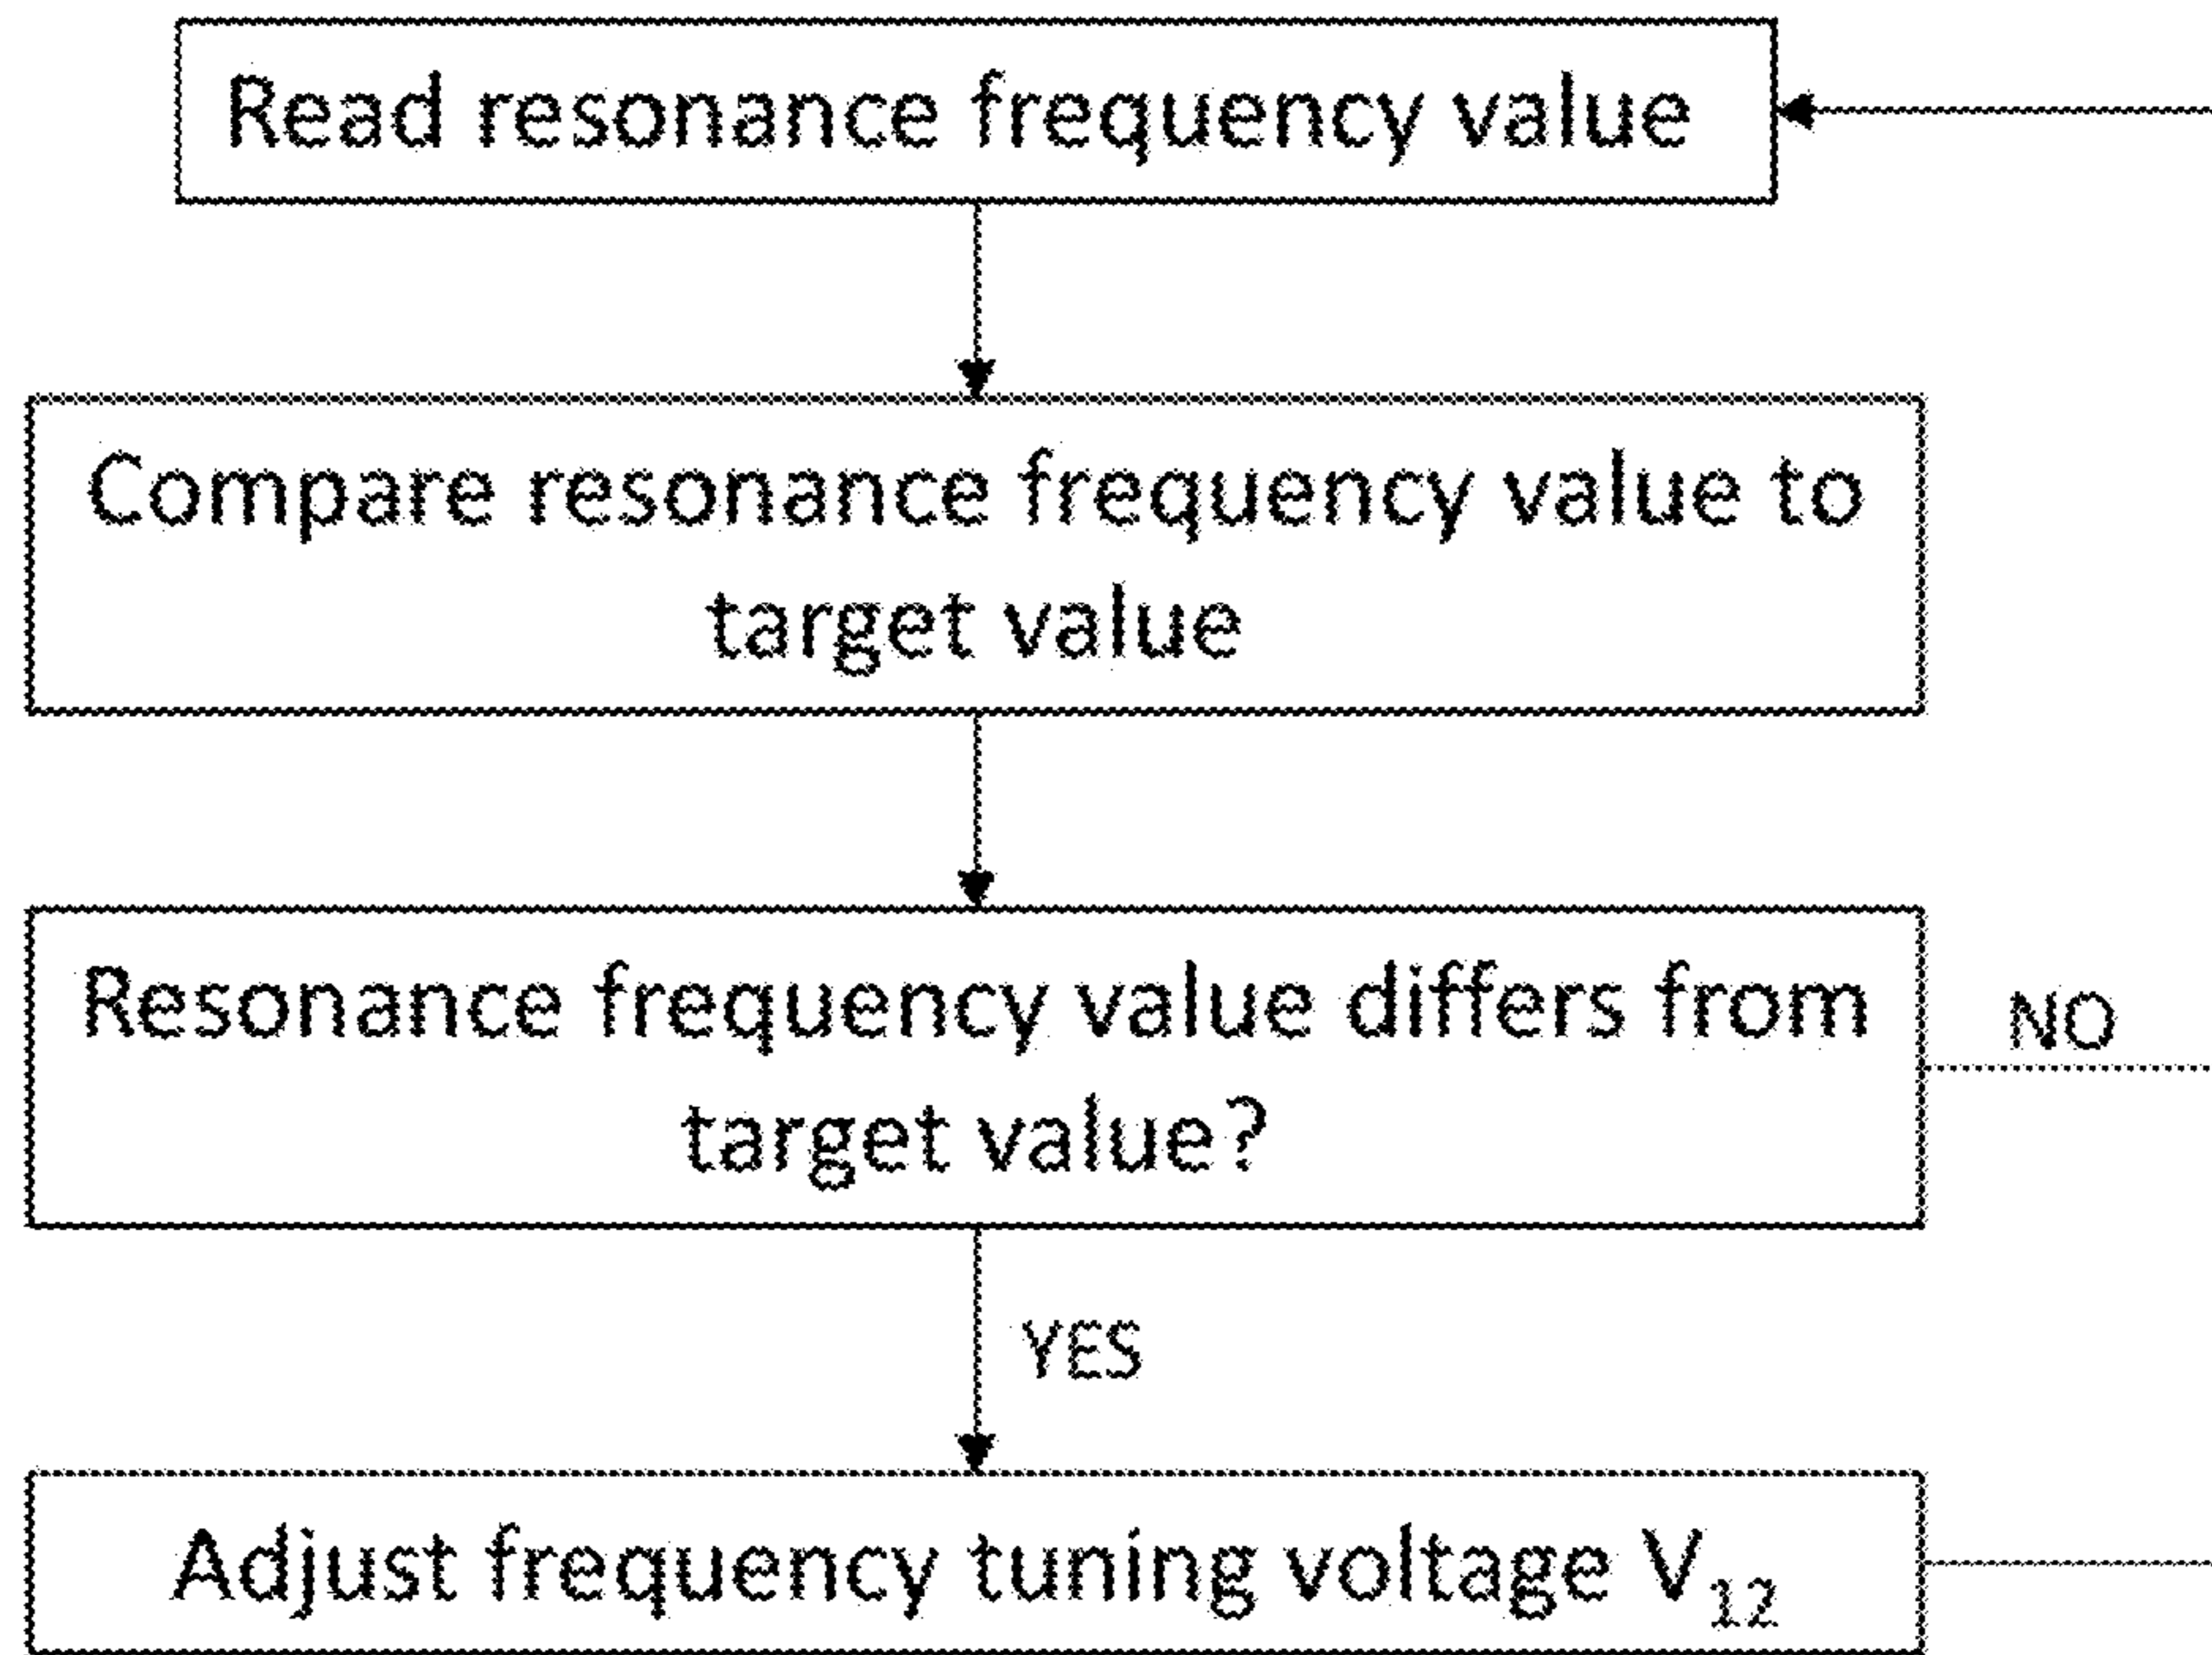 Read resonance frequency value
Compare resonance frequency value to
target value
Resonance frequency value differs from
target value?
NO
YES
Adjust frequency tuning voltage V₁₂